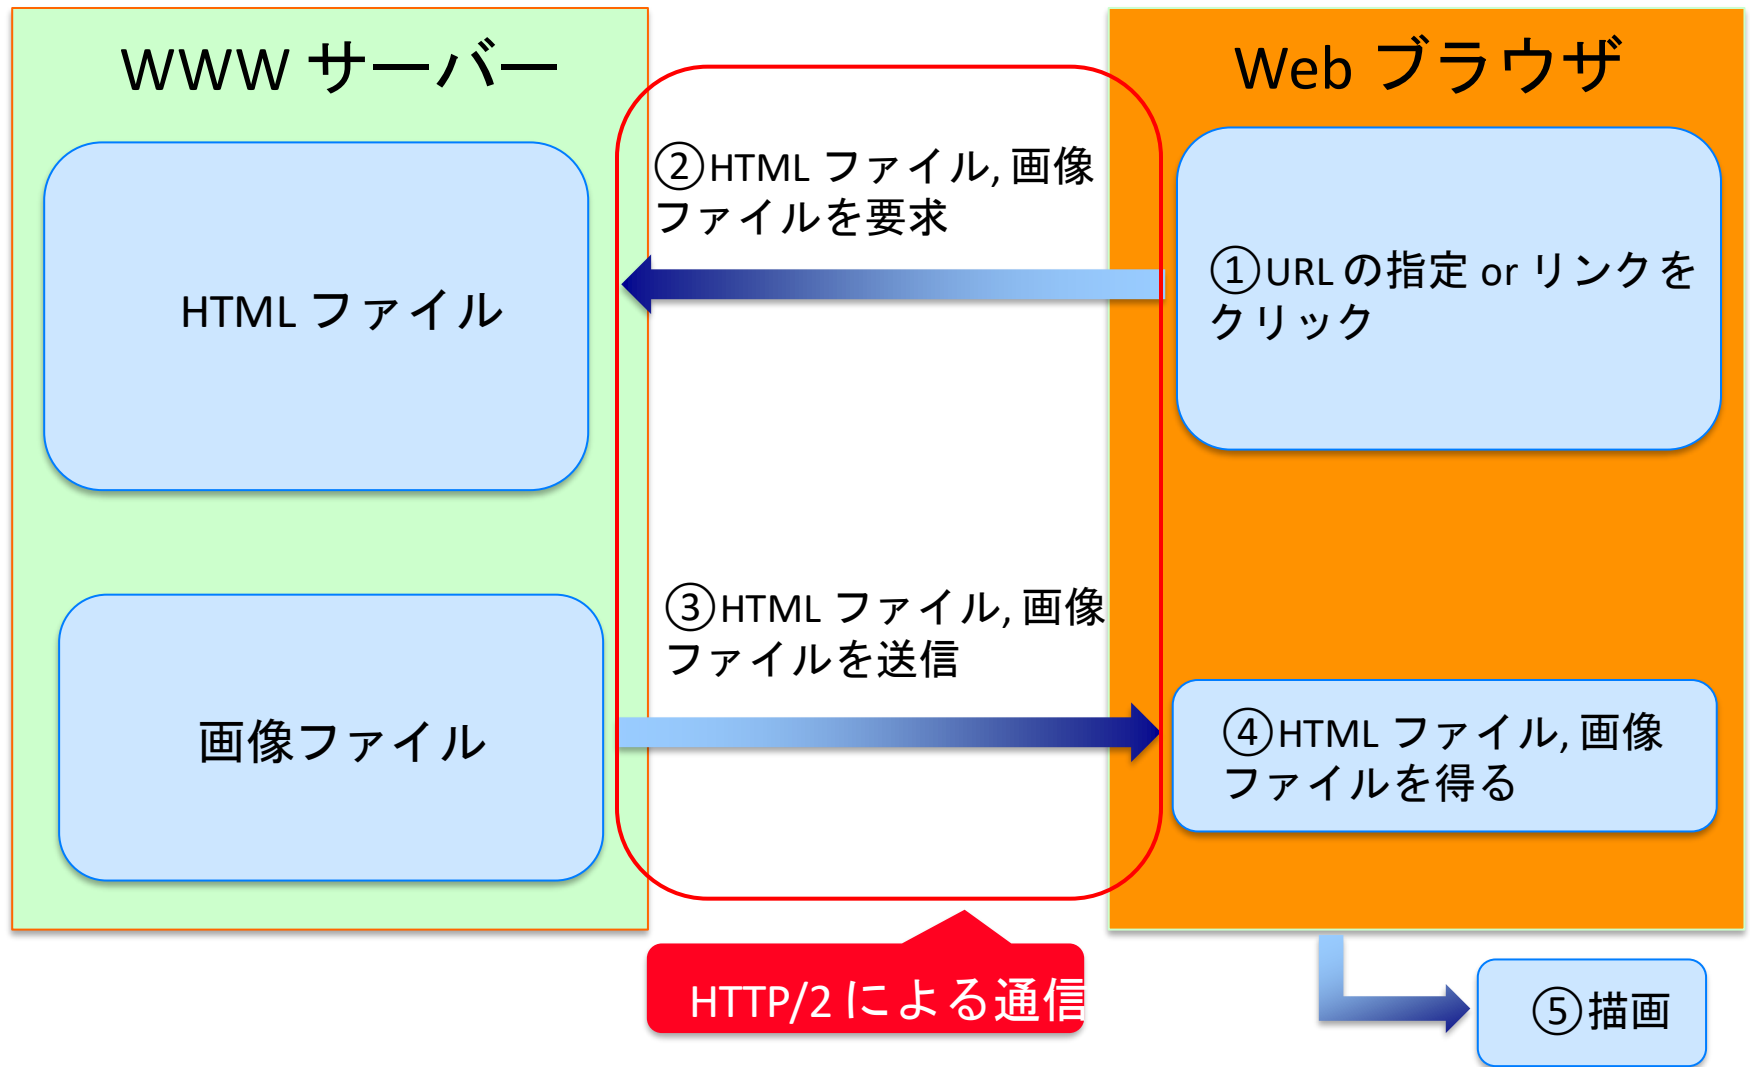 WWW サーバー
HTML ファイル
画像ファイル
②HTML ファイル, 画像
ファイルを要求
③HTML ファイル, 画像
ファイルを送信
HTTP/2 による通信
Web ブラウザ
①URL の指定 or リンクを
クリック
④HTML ファイル, 画像
ファイルを得る
⑤描画